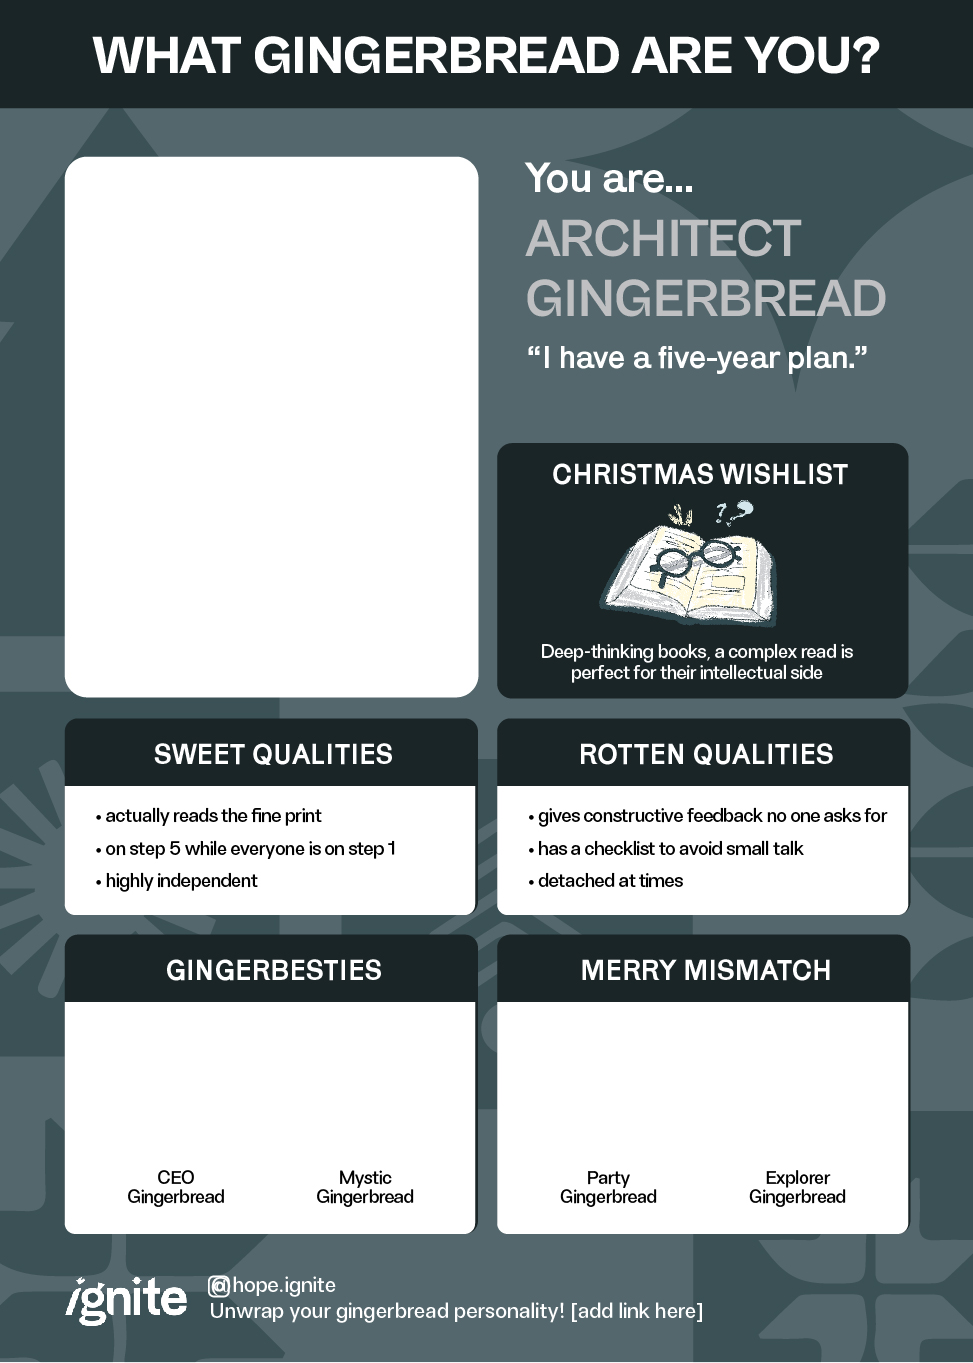 WHAT GINGERBREAD ARE YOU?
You are...
ARCHITECT
GINGERBREAD
“I have a five-year plan.”
CHRISTMAS WISHLIST
Deep-thinking books, a complex read is
perfect for their intellectual side
SWEET QUALITIES
• actually reads the fine print
• on step 5 while everyone is on step 1
• highly independent
ROTTEN QUALITIES
• gives constructive feedback no one asks for
• has a checklist to avoid small talk
• detached at times
GINGERBESTIES
CEO
Gingerbread
Mystic
Gingerbread
MERRY MISMATCH
Party
Gingerbread
Explorer
Gingerbread
ignite
@hope.ignite
Unwrap your gingerbread personality! [add link here]